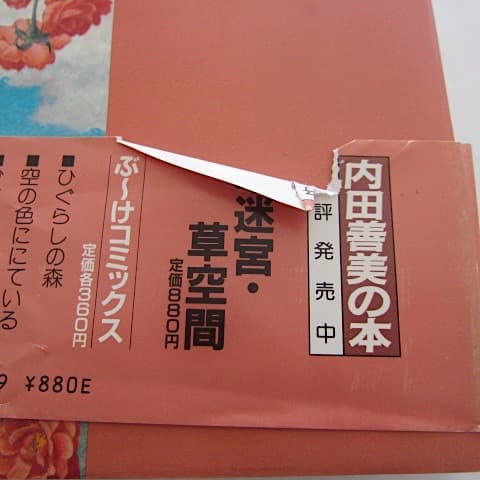 内田善美の本
評発売中
迷宮・
草空間
定価880円
ぶ〜けコミックス
定価各360円
■ひぐらしの森
■空の色ににている
9 ¥880E